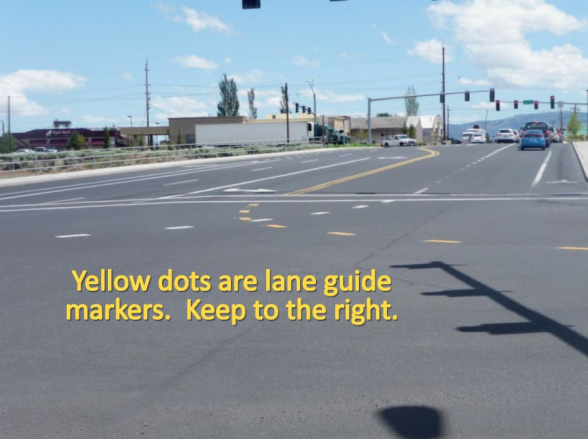 Yellow dots are lane guide
markers.  Keep to the right.